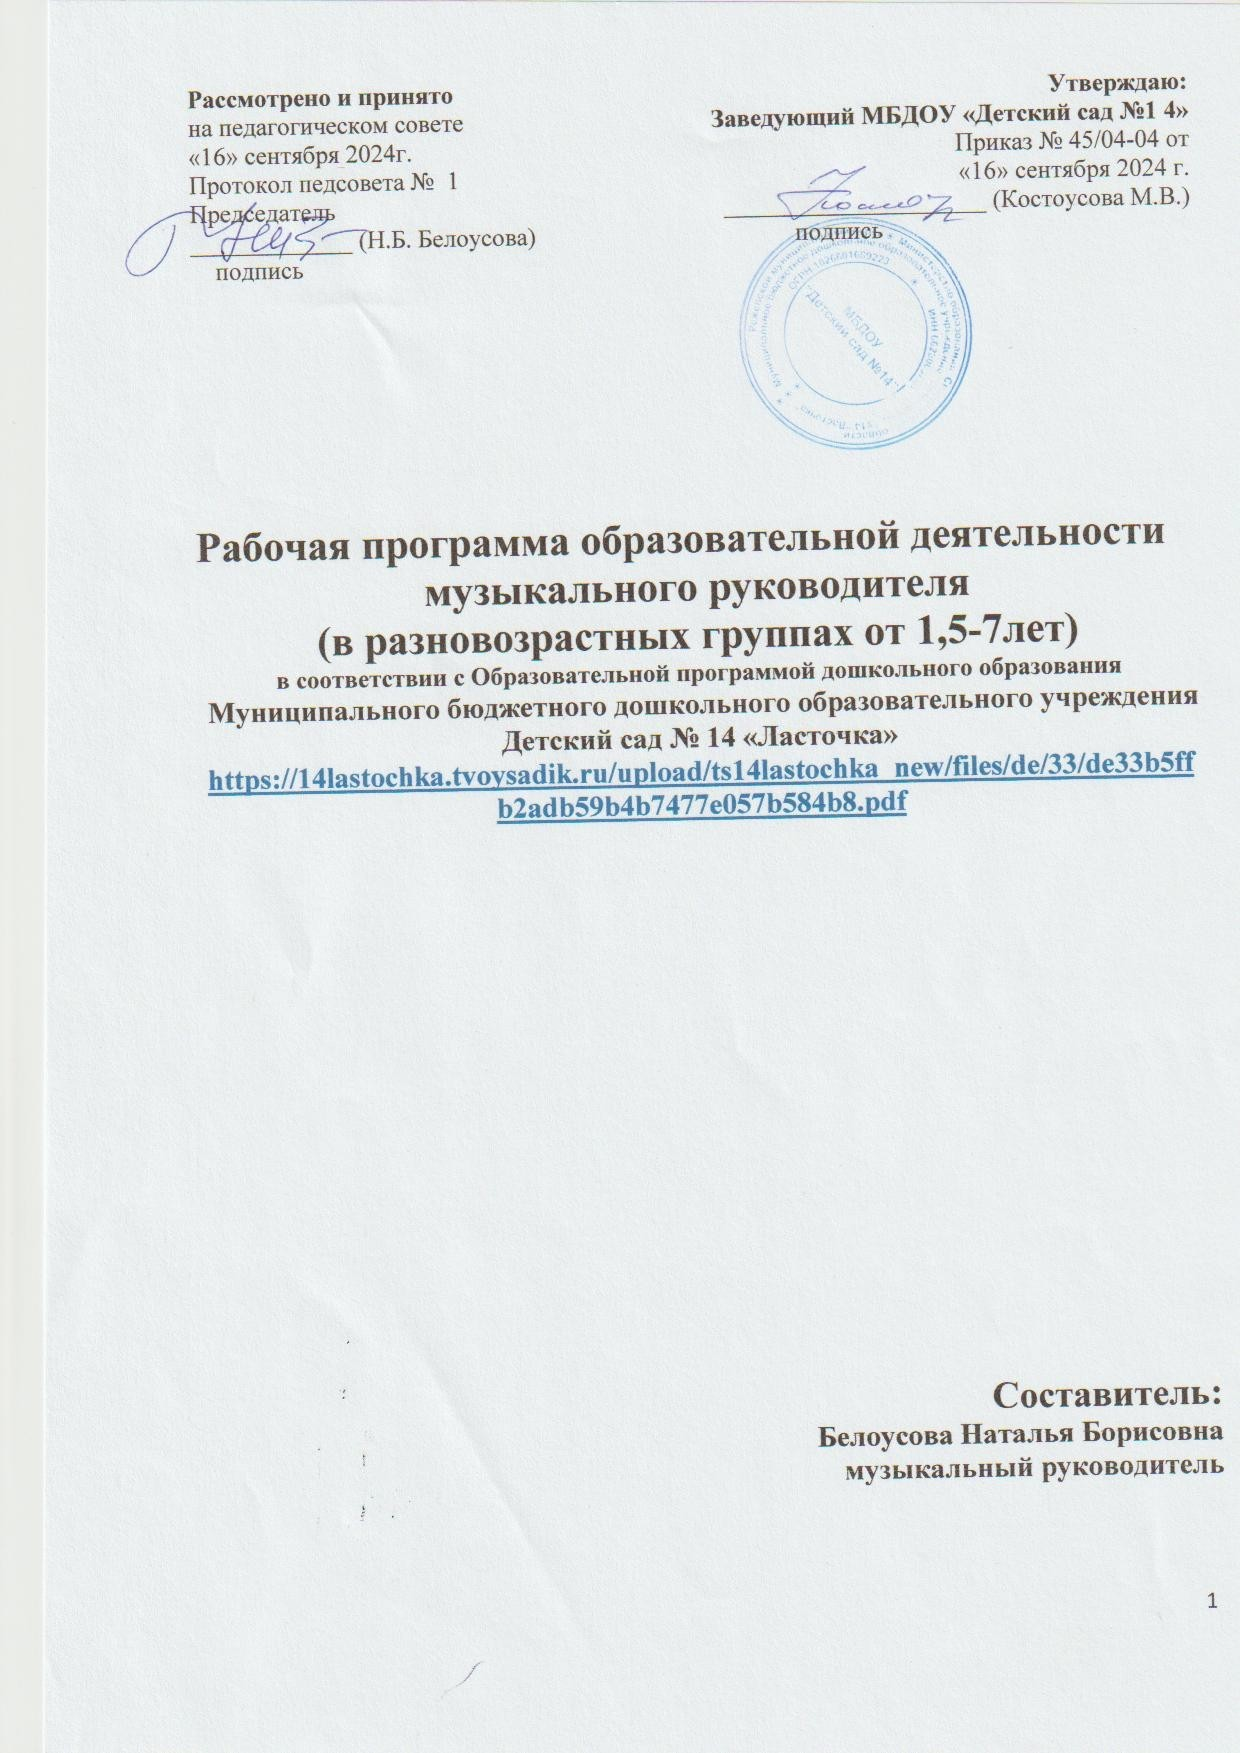 Рассмотрено и принято
на педагогическом совете
«16» сентября 2024г.
Протокол педсовета № 1
Председатель
(Н.Б. Белоусова)
подпись
Утверждаю:
Заведующий МБДОУ «Детский сад №1 4»
Приказ № 45/04-04 от
«16» сентября 2024 г.
(Костоусова М.В.)
подпись
МБДОУ
"Детский сад №14"
Рабочая программа образовательной деятельности
музыкального руководителя
(в разновозрастных группах от 1,5-7лет)
в соответствии с Образовательной программой дошкольного образования
Муниципального бюджетного дошкольного образовательного учреждения
Детский сад № 14 «Ласточка»
https://14lastochka.tvoysadik.ru/upload/ts14lastochka_new/files/de/33/de33b5ff
b2adb59b4b7477e057b584b8.pdf
Составитель:
Белоусова Наталья Борисовна
музыкальный руководитель
1